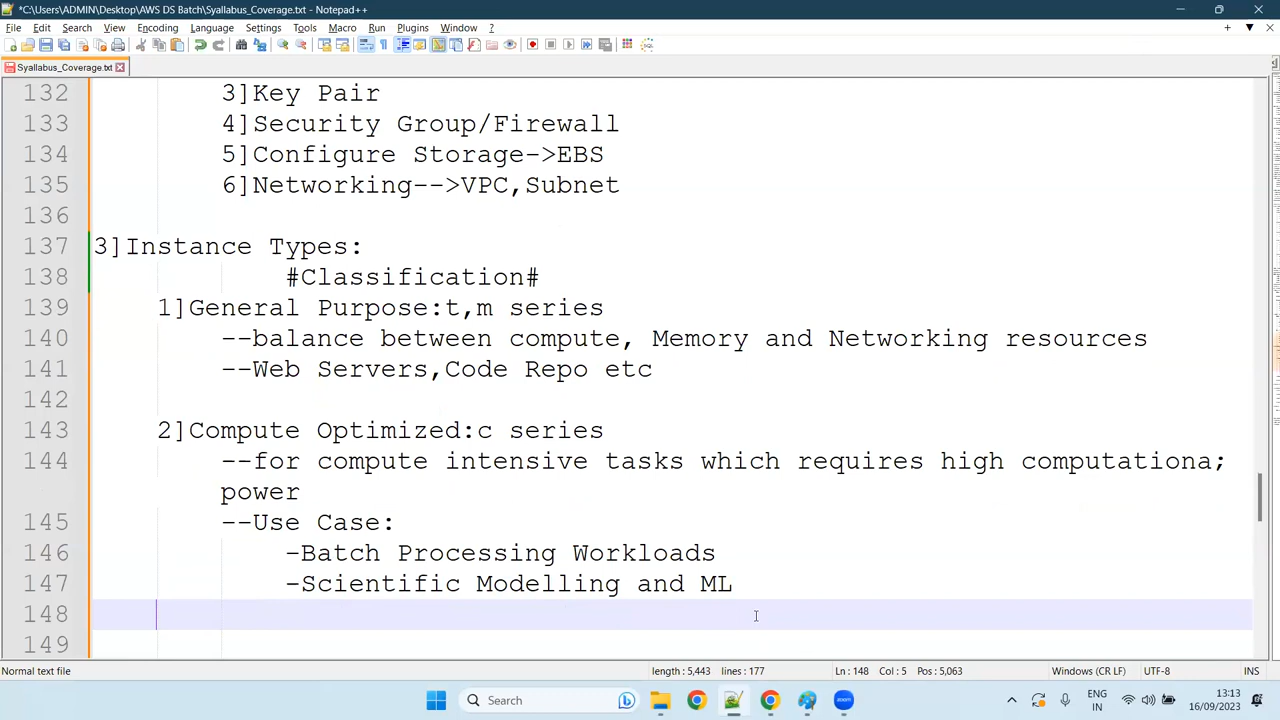 *C:\Users\ADMIN\Desktop\AWS DS Batch\Syallabus_Coverage.txt - Notepad++
File Edit Search View Encoding Language Settings Tools Macro Run Plugins Window ?
Syallabus_Coverage.txt
132 3]Key Pair
133 4]Security Group/Firewall
134 5]Configure Storage->EBS
135 6]Networking-->VPC,Subnet
136
137 3]Instance Types:
138 #Classification#
139 1]General Purpose:t,m series
140 --balance between compute, Memory and Networking resources
141 --Web Servers,Code Repo etc
142
143 2]Compute Optimized:c series
144 --for compute intensive tasks which requires high computationa;
power
145 --Use Case:
146 -Batch Processing Workloads
147 -Scientific Modelling and ML
148
149
Normal text file length : 5,443 lines : 177 Ln : 148 Col : 5 Pos : 5,063 Windows (CR LF) UTF-8 INS
Search ENG IN 13:13 16/09/2023